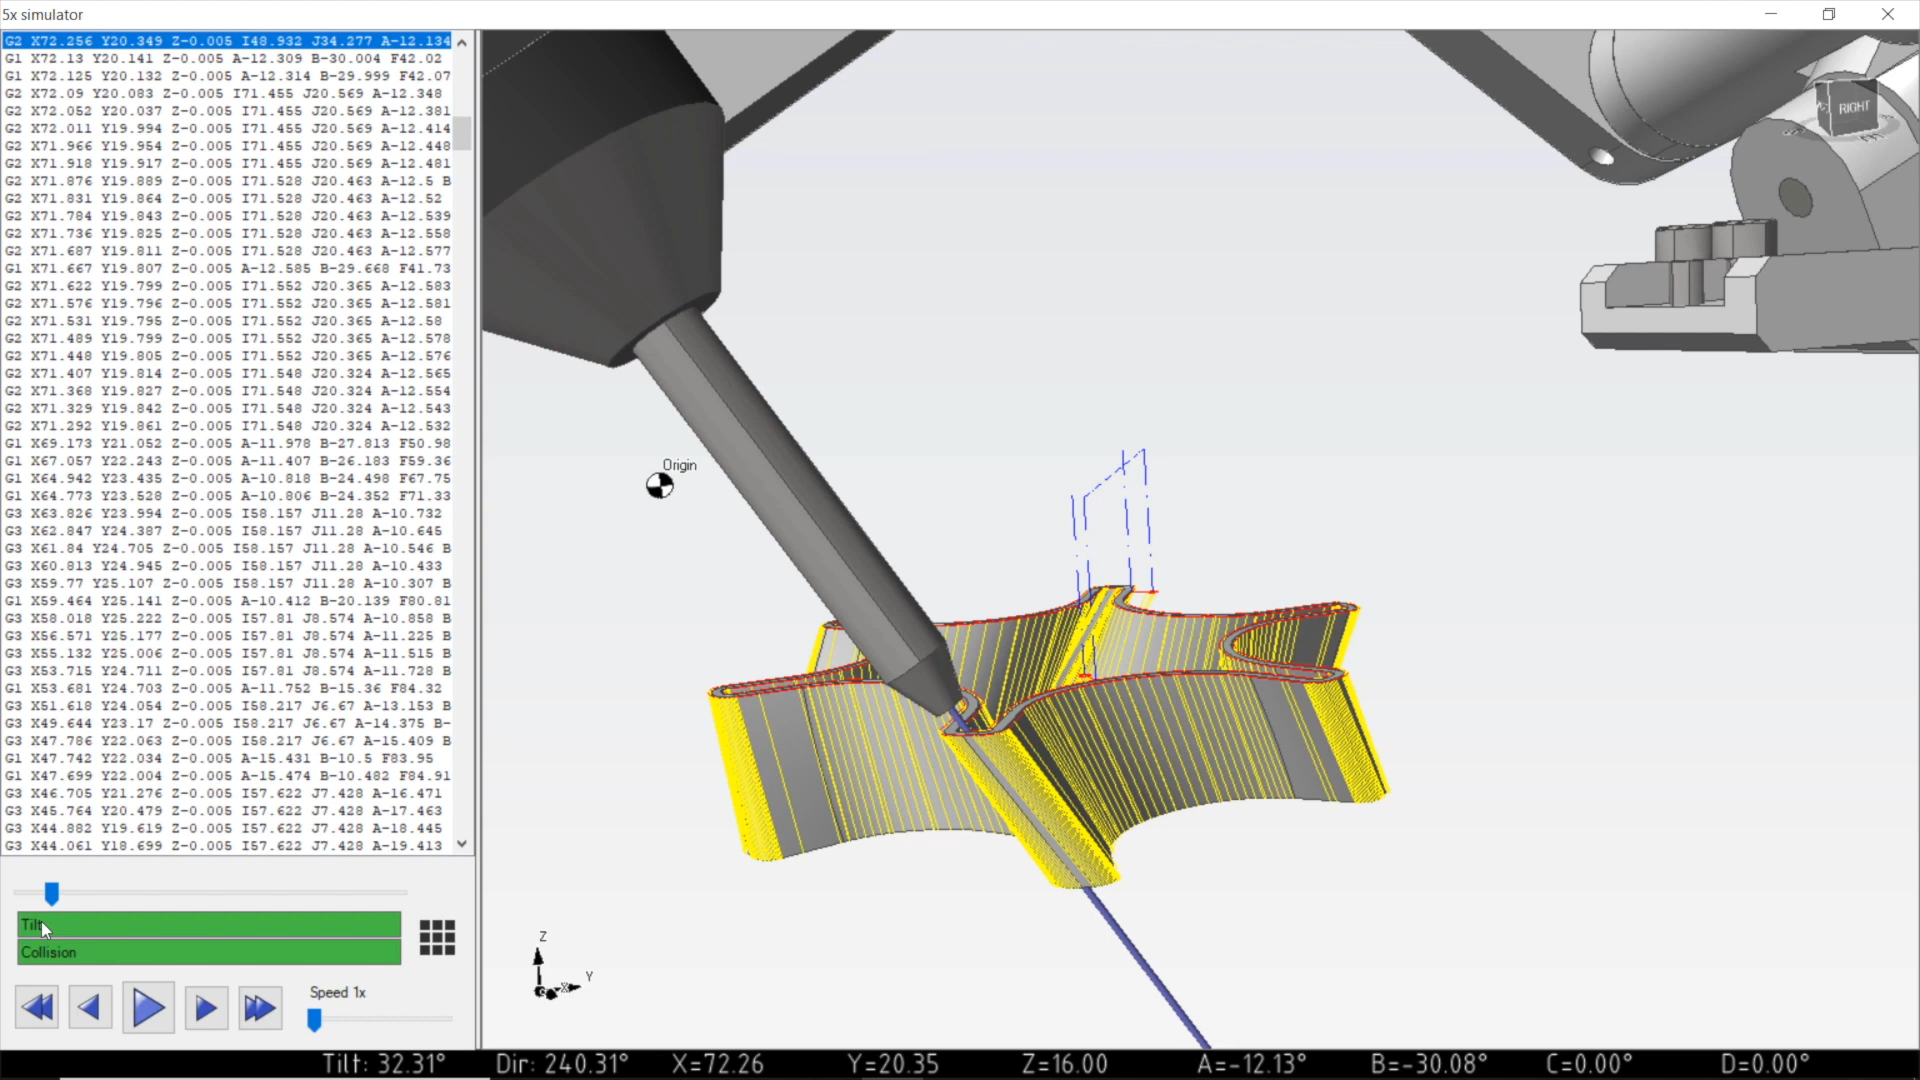 5x simulator
G2 X72.256 Y20.349 Z-0.005 I48.932 J34.277 A-12.134
G1 X72.13 Y20.141 Z-0.005 A-12.309 B-30.004 F42.02
G1 X72.125 Y20.132 Z-0.005 A-12.314 B-29.999 F42.07
G2 X72.09 Y20.083 Z-0.005 I71.455 J20.569 A-12.348
G2 X72.052 Y20.037 Z-0.005 I71.455 J20.569 A-12.381
G2 X72.011 Y19.994 Z-0.005 I71.455 J20.569 A-12.414
G2 X71.966 Y19.954 Z-0.005 I71.455 J20.569 A-12.448
G2 X71.918 Y19.917 Z-0.005 I71.455 J20.569 A-12.481
G2 X71.876 Y19.889 Z-0.005 I71.528 J20.463 A-12.5 B
G2 X71.831 Y19.864 Z-0.005 I71.528 J20.463 A-12.52
G2 X71.784 Y19.843 Z-0.005 I71.528 J20.463 A-12.539
G2 X71.736 Y19.825 Z-0.005 I71.528 J20.463 A-12.558
G2 X71.687 Y19.811 Z-0.005 I71.528 J20.463 A-12.577
G1 X71.667 Y19.807 Z-0.005 A-12.585 B-29.668 F41.73
G2 X71.622 Y19.799 Z-0.005 I71.552 J20.365 A-12.583
G2 X71.576 Y19.796 Z-0.005 I71.552 J20.365 A-12.581
G2 X71.531 Y19.795 Z-0.005 I71.552 J20.365 A-12.58
G2 X71.489 Y19.799 Z-0.005 I71.552 J20.365 A-12.578
G2 X71.448 Y19.805 Z-0.005 I71.552 J20.365 A-12.576
G2 X71.407 Y19.814 Z-0.005 I71.548 J20.324 A-12.565
G2 X71.368 Y19.827 Z-0.005 I71.548 J20.324 A-12.554
G2 X71.329 Y19.842 Z-0.005 I71.548 J20.324 A-12.543
G2 X71.292 Y19.861 Z-0.005 I71.548 J20.324 A-12.532
G1 X69.173 Y21.052 Z-0.005 A-11.978 B-27.813 F50.98
G1 X67.057 Y22.243 Z-0.005 A-11.407 B-26.183 F59.36
G1 X64.942 Y23.435 Z-0.005 A-10.818 B-24.498 F67.75
G1 X64.773 Y23.528 Z-0.005 A-10.806 B-24.352 F71.33
G3 X63.826 Y23.994 Z-0.005 I58.157 J11.28 A-10.732
G3 X62.847 Y24.387 Z-0.005 I58.157 J11.28 A-10.645
G3 X61.84 Y24.705 Z-0.005 I58.157 J11.28 A-10.546 B
G3 X60.813 Y24.945 Z-0.005 I58.157 J11.28 A-10.433
G3 X59.77 Y25.107 Z-0.005 I58.157 J11.28 A-10.307 B
G1 X59.464 Y25.141 Z-0.005 A-10.412 B-20.139 F80.81
G3 X58.018 Y25.222 Z-0.005 I57.81 J8.574 A-10.858 B
G3 X56.571 Y25.177 Z-0.005 I57.81 J8.574 A-11.225 B
G3 X55.132 Y25.006 Z-0.005 I57.81 J8.574 A-11.515 B
G3 X53.715 Y24.711 Z-0.005 I57.81 J8.574 A-11.728 B
G1 X53.681 Y24.703 Z-0.005 A-11.752 B-15.36 F84.32
G3 X51.618 Y24.054 Z-0.005 I58.217 J6.67 A-13.153 B
G3 X49.644 Y23.17 Z-0.005 I58.217 J6.67 A-14.375 B-
G3 X47.786 Y22.063 Z-0.005 I58.217 J6.67 A-15.409 B
G1 X47.742 Y22.034 Z-0.005 A-15.431 B-10.5 F83.95
G1 X47.699 Y22.004 Z-0.005 A-15.474 B-10.482 F84.91
G3 X46.705 Y21.276 Z-0.005 I57.622 J7.428 A-16.471
G3 X45.764 Y20.479 Z-0.005 I57.622 J7.428 A-17.463
G3 X44.882 Y19.619 Z-0.005 I57.622 J7.428 A-18.445
G3 X44.061 Y18.699 Z-0.005 I57.622 J7.428 A-19.413
RIGHT
Origin
Z
Y
X
Tilt
Collision
Speed 1x
Tilt: 32.31° Dir: 240.31° X=72.26 Y=20.35 Z=16.00 A=-12.13° B=-30.08° C=0.00° D=0.00°